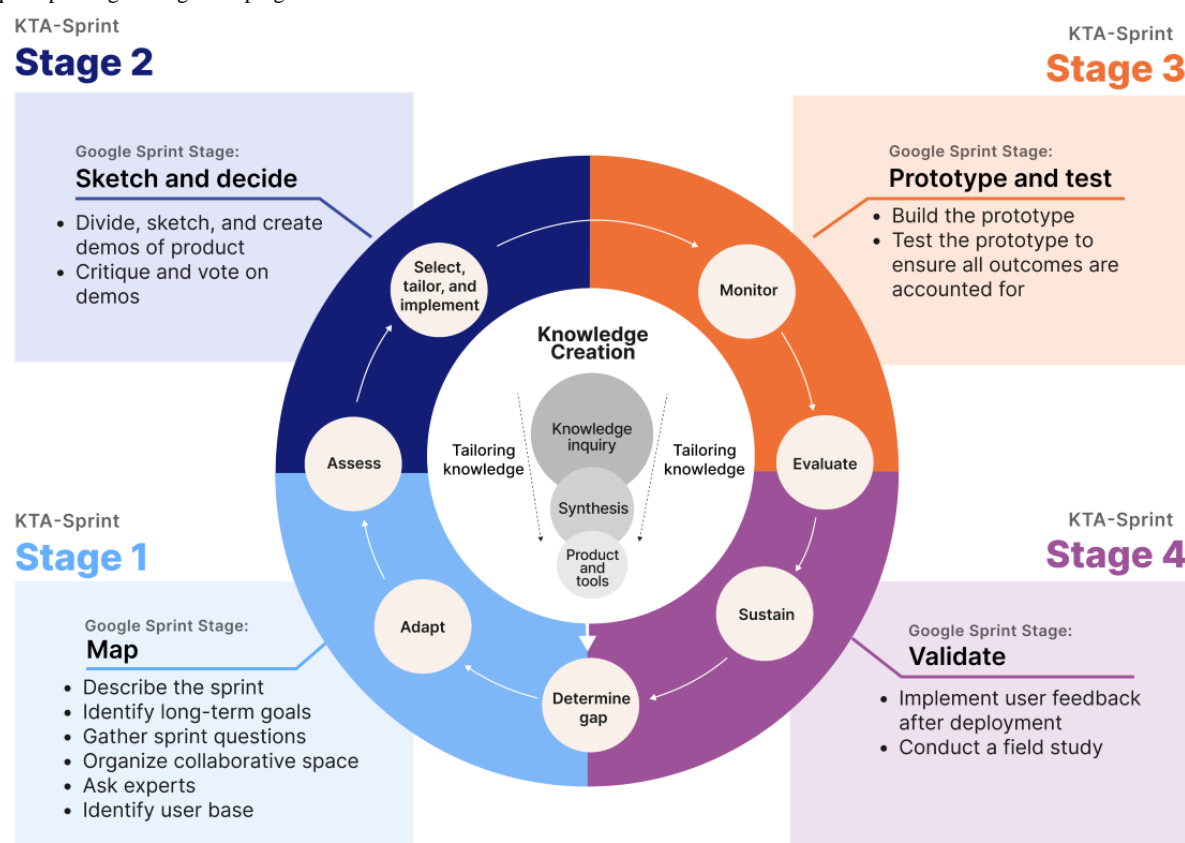 KTA-Sprint
Stage 2
Google Sprint Stage:
Sketch and decide
• Divide, sketch, and create
demos of product
• Critique and vote on
demos
KTA-Sprint
Stage 3
Google Sprint Stage:
Prototype and test
• Build the prototype
• Test the prototype to
ensure all outcomes are
accounted for
Select,
tailor, and
implement
Monitor
Assess
Evaluate
Adapt
Sustain
Determine
gap
Knowledge
Creation
Knowledge
inquiry
Tailoring
knowledge
Tailoring
knowledge
Synthesis
Product
and
tools
KTA-Sprint
Stage 1
Google Sprint Stage:
Map
• Describe the sprint
• Identify long-term goals
• Gather sprint questions
• Organize collaborative space
• Ask experts
• Identify user base
KTA-Sprint
Stage 4
Google Sprint Stage:
Validate
• Implement user feedback
after deployment
• Conduct a field study